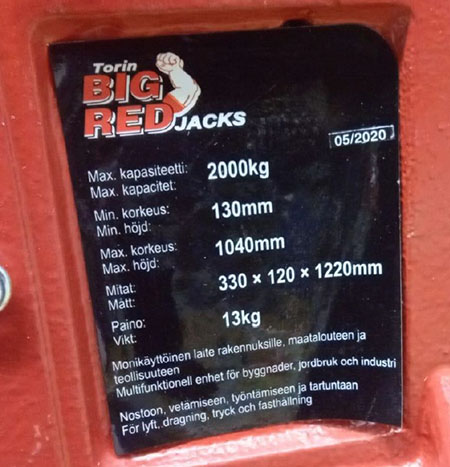 Torin
BIG
RED JACKS
05/2020
Max. kapasiteetti: 2000kg
Max. kapacitet:
Min. korkeus: 130mm
Min. höjd:
Max. korkeus: 1040mm
Max. höjd:
Mitat: 330 × 120 × 1220mm
Mått:
Paino: 13kg
Vikt:
Monikäyttöinen laite rakennuksille, maatalouteen ja
teollisuuteen
Multifunktionell enhet för byggnader, jordbruk och industri
Nostoon, vetämiseen, työntämiseen ja tartuntaan
För lyft, dragning, tryck och fasthällning